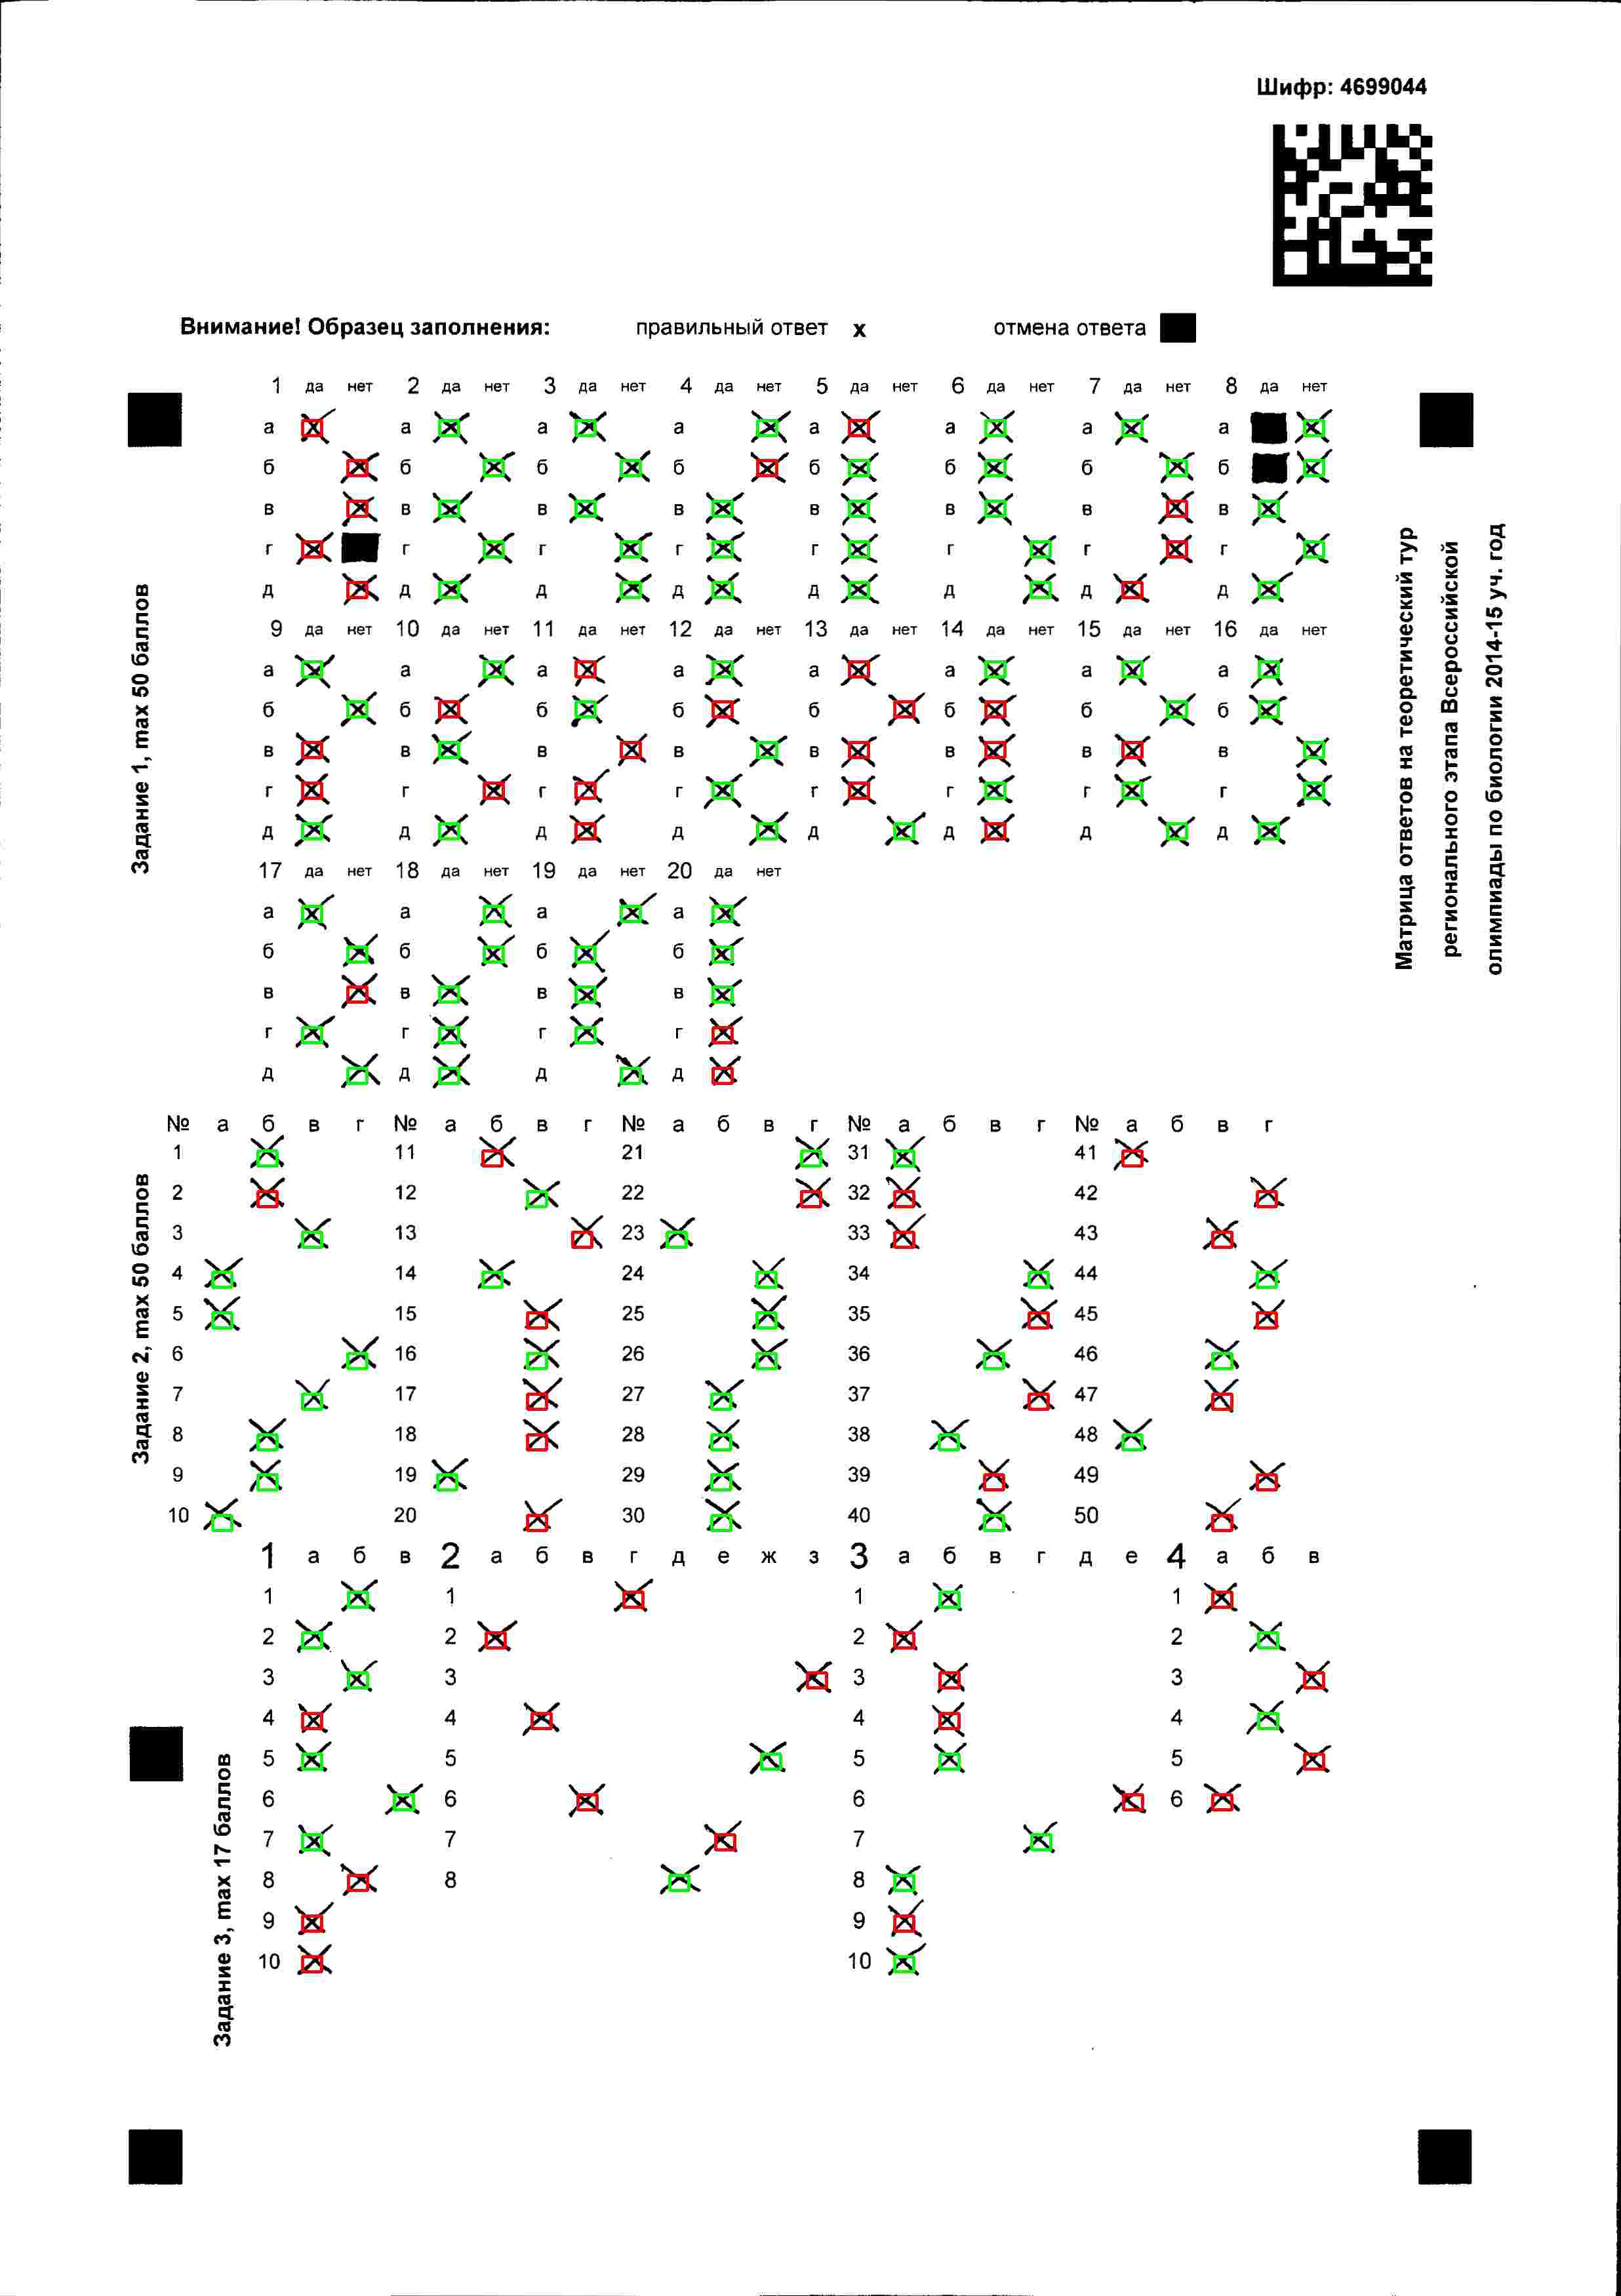 Шифр: 4699044
Внимание! Образец заполнения: правильный ответ х отмена ответа
Задание 1, max 50 баллов
1 да нет 2 да нет 3 да нет 4 да нет 5 да нет 6 да нет 7 да нет 8 да нет
а а а а а а а а
б б б б б б б б
в в в в в в в в
г г г г г г г г
д д д д д д д д
9 да нет 10 да нет 11 да нет 12 да нет 13 да нет 14 да нет 15 да нет 16 да нет
а а а а а а а а
б б б б б б б б
в в в в в в в в
г г г г г г г г
д д д д д д д д
17 да нет 18 да нет 19 да нет 20 да нет
а а а а
б б б б
в в в в
г г г г
д д д д
Матрица ответов на теоретический тур
регионального этапа Всероссийской
олимпиады по биологии 2014-15 уч. год
Задание 2, max 50 баллов
№ а б в г № а б в г № а б в г № а б в г № а б в г
1 11 21 31 41
2 12 22 32 42
3 13 23 33 43
4 14 24 34 44
5 15 25 35 45
6 16 26 36 46
7 17 27 37 47
8 18 28 38 48
9 19 29 39 49
10 20 30 40 50
Задание 3, max 17 баллов
1 а б в 2 а б в г д е ж з 3 а б в г д е 4 а б в
1 1 1 1
2 2 2 2
3 3 3 3
4 4 4 4
5 5 5 5
6 6 6 6
7 7 7
8 8 8
9 9
10 10